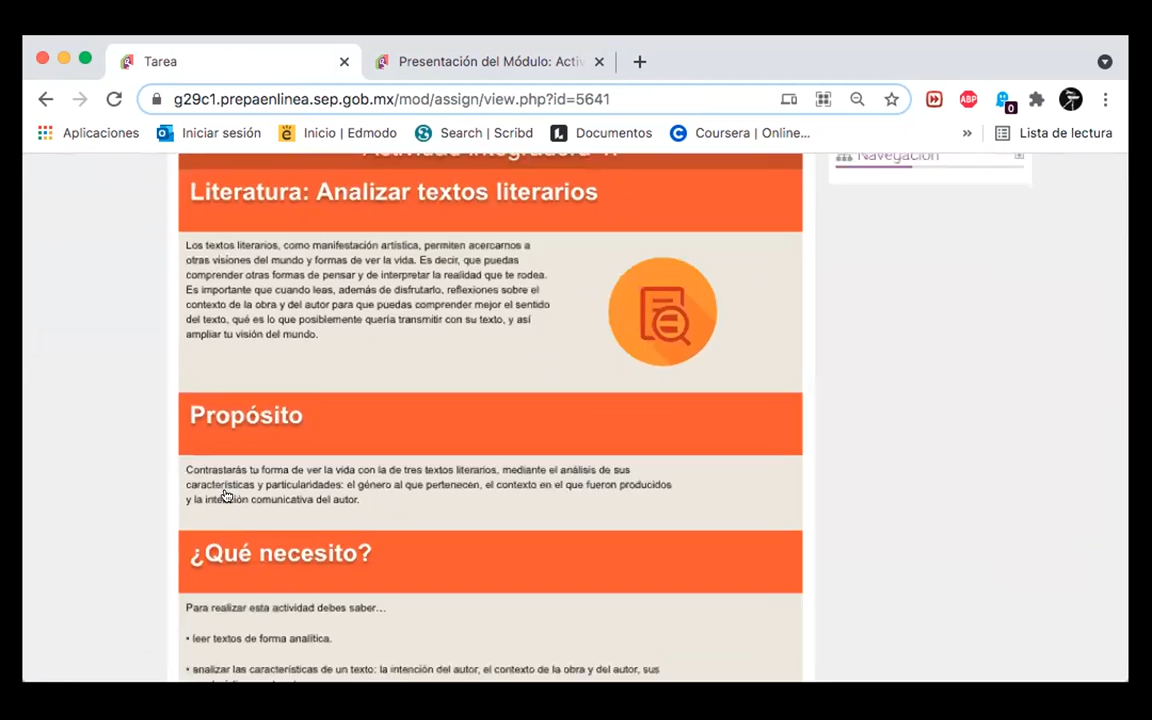 Tarea
Presentación del Módulo: Activ
g29c1.prepaenlinea.sep.gob.mx/mod/assign/view.php?id=5641
ABP
0
Aplicaciones
Iniciar sesión
Inicio | Edmodo
Search | Scribd
Documentos
Coursera | Online...
»
Lista de lectura
Actividad integradora 4.
Navegación
Literatura: Analizar textos literarios
Los textos literarios, como manifestación artística, permiten acercarnos a
otras visiones del mundo y formas de ver la vida. Es decir, que puedas
comprender otras formas de pensar y de interpretar la realidad que te rodea.
Es importante que cuando leas, además de disfrutarlo, reflexiones sobre el
contexto de la obra y del autor para que puedas comprender mejor el sentido
del texto, qué es lo que posiblemente quería transmitir con su texto, y así
ampliar tu visión del mundo.
Propósito
Contrastarás tu forma de ver la vida con la de tres textos literarios, mediante el análisis de sus
características y particularidades: el género al que pertenecen, el contexto en el que fueron producidos
y la intención comunicativa del autor.
¿Qué necesito?
Para realizar esta actividad debes saber...
• leer textos de forma analítica.
• analizar las características de un texto: la intención del autor, el contexto de la obra y del autor, sus